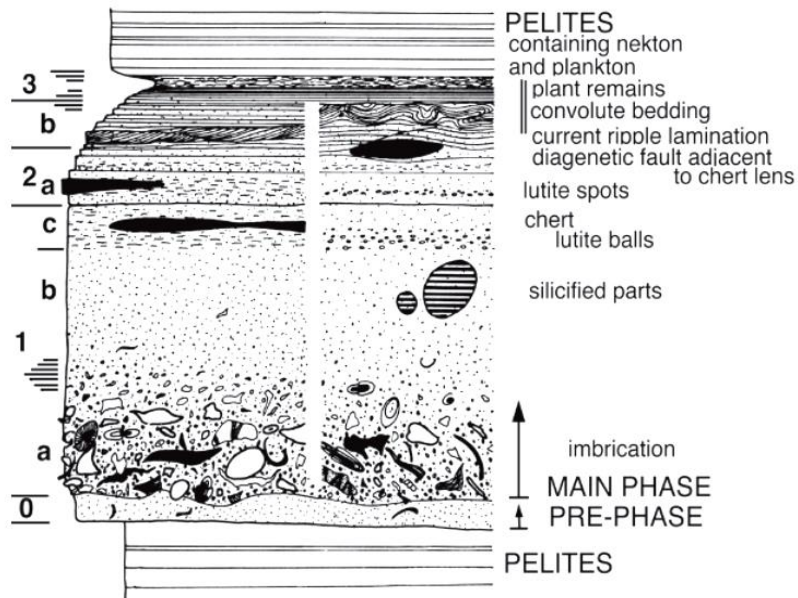 PELITES
containing nekton
and plankton
plant remains
convolute bedding
current ripple lamination
diagenetic fault adjacent
to chert lens
lutite spots
chert
lutite balls
silicified parts
imbrication
MAIN PHASE
PRE-PHASE
PELITES
3
b
2
a
c
b
1
a
0